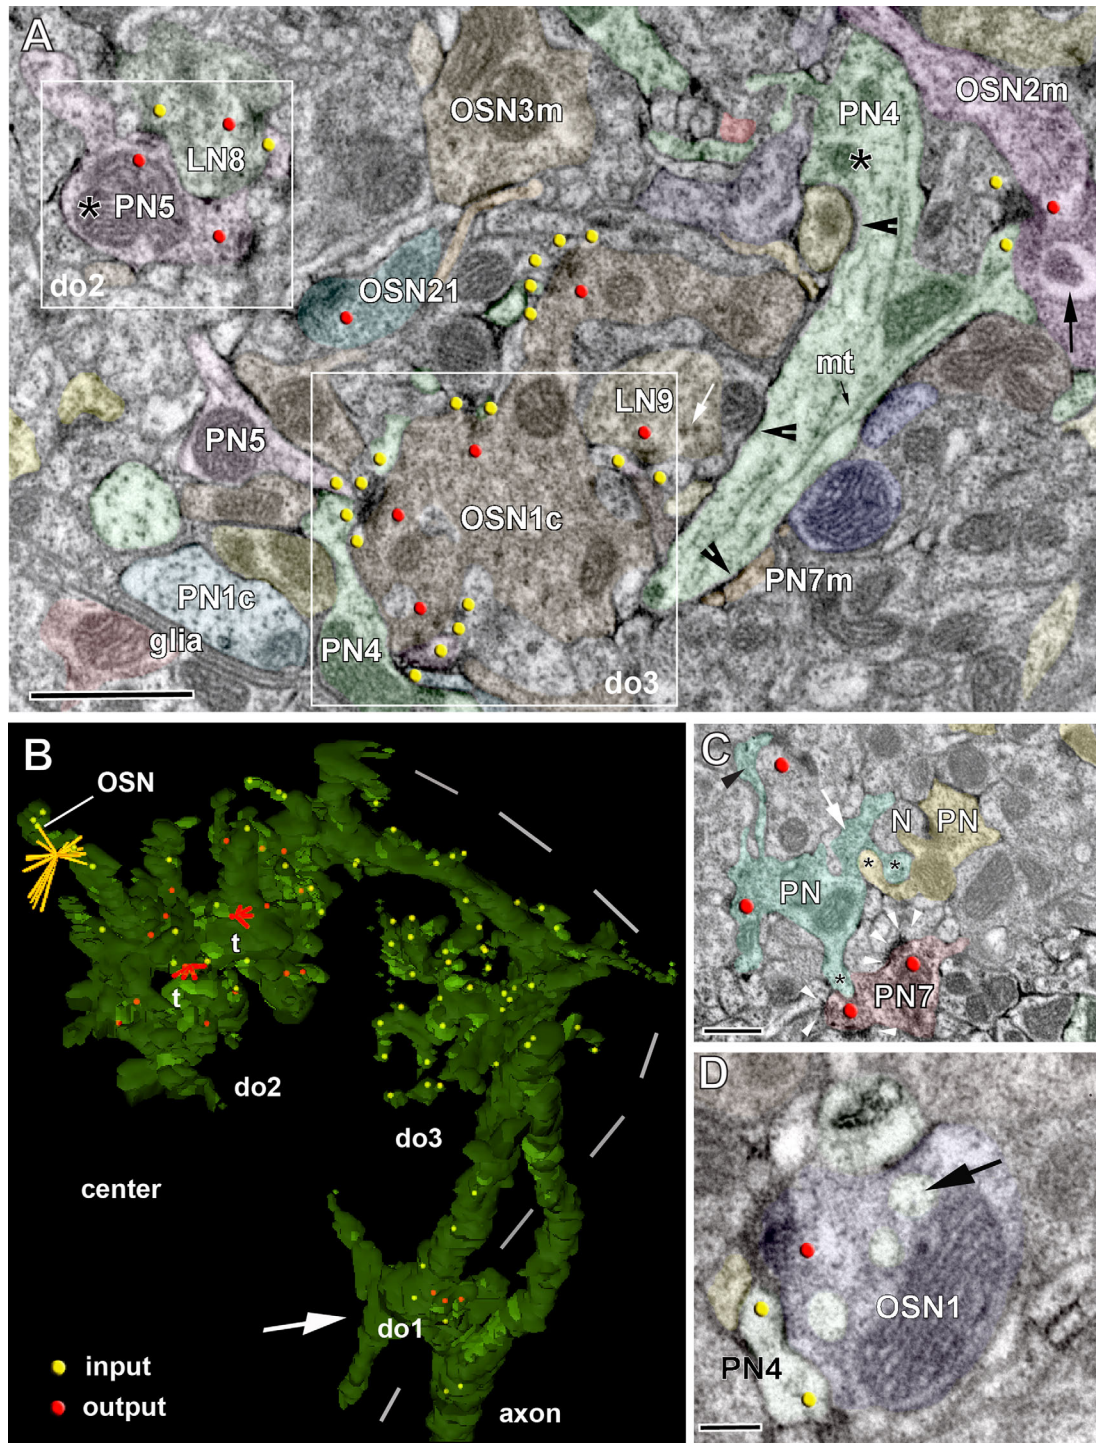 A
OSN3m
PN4
OSN2m
*
LN8
* PN5
do2
OSN21
mt
LN9
PN5
OSN1c
PN1c
PN7m
glia
PN4
do3
B
OSN
t
t
do2
do3
center
do1
input
output
axon
C
N PN
* *
PN
*
PN7
D
OSN1
PN4